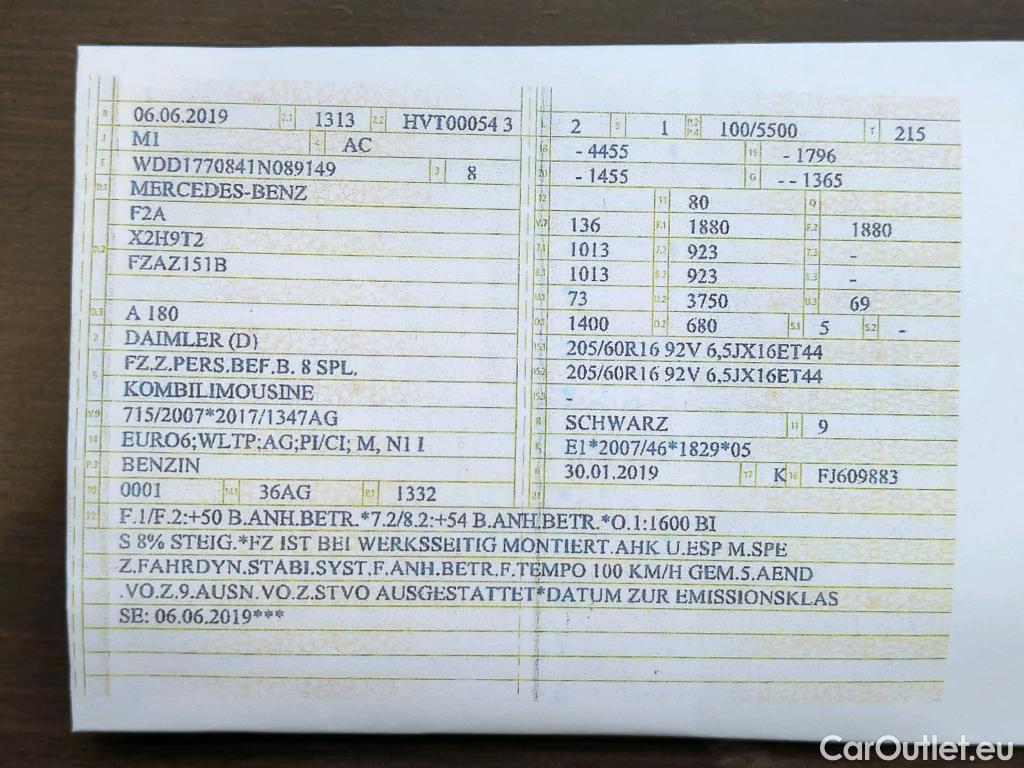 B 06.06.2019 2.1 1313 2.2 HVT00054 3
J M1 4 AC
E WDD1770841N089149 3 8
D.1 MERCEDES-BENZ
F2A
D.2 X2H9T2
FZAZ151B
D.3 A 180
2 DAIMLER (D)
FZ.Z.PERS.BEF.B. 8 SPL.
5 KOMBILIMOUSINE
V.9 715/2007*2017/1347AG
14 EURO6;WLTP;AG;PI/CI; M, N1 I
P.3 BENZIN
10 0001 14.1 36AG P.1 1332
L 2 9 1 P.2 P.4 100/5500 T 215
18 - 4455 19 - 1796
20 - 1455 G - - 1365
12 13 80 Q
V.7 136 F.1 1880 F.2 1880
7.1 1013 7.2 923 7.3 -
8.1 1013 8.2 923 8.3 -
U.1 73 U.2 3750 U.3 69
O.1 1400 O.2 680 S.1 5 S.2 -
15.1 205/60R16 92V 6,5JX16ET44
15.2 205/60R16 92V 6,5JX16ET44
15.3 -
R SCHWARZ 11 9
K E1*2007/46*1829*05
6 30.01.2019 17 K 16 FJ609883
21
22 F.1/F.2:+50 B.ANH.BETR.*7.2/8.2:+54 B.ANH.BETR.*O.1:1600 BI
S 8% STEIG.*FZ IST BEI WERKSSEITIG MONTIERT.AHK U.ESP M.SPE
Z.FAHRDYN.STABI.SYST.F.ANH.BETR.F.TEMPO 100 KM/H GEM.5.AEND
.VO.Z.9.AUSN.VO.Z.STVO AUSGESTATTET*DATUM ZUR EMISSIONSKLAS
SE: 06.06.2019***
CarOutlet.eu